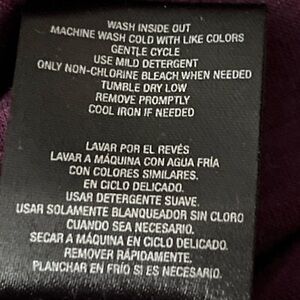 WASH INSIDE OUT
MACHINE WASH COLD WITH LIKE COLORS
GENTLE CYCLE
USE MILD DETERGENT
ONLY NON-CHLORINE BLEACH WHEN NEEDED
TUMBLE DRY LOW
REMOVE PROMPTLY
COOL IRON IF NEEDED
LAVAR POR EL REVÉS
LAVAR A MÁQUINA CON AGUA FRÍA
CON COLORES SIMILARES.
EN CICLO DELICADO.
USAR DETERGENTE SUAVE.
USAR SOLAMENTE BLANQUEADOR SIN CLORO
CUANDO SEA NECESARIO.
SECAR A MÁQUINA EN CICLO DELICADO.
REMOVER RÁPIDAMENTE.
PLANCHAR EN FRÍO SI ES NECESARIO.